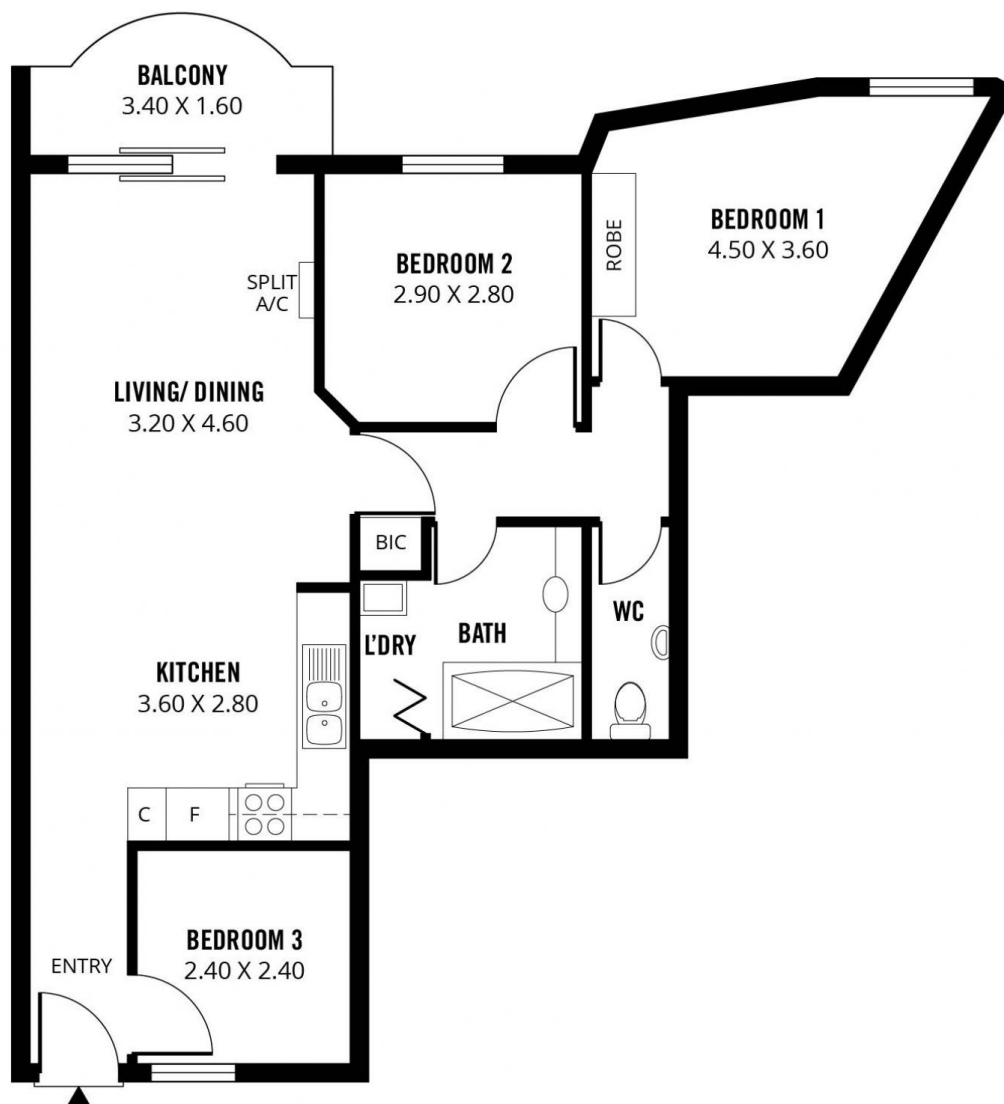 BALCONY
3.40 X 1.60
BEDROOM 1
4.50 X 3.60
ROBE
BEDROOM 2
2.90 X 2.80
SPLIT
A/C
LIVING/ DINING
3.20 X 4.60
BIC
WC
L'DRY
BATH
KITCHEN
3.60 X 2.80
C
F
BEDROOM 3
2.40 X 2.40
ENTRY